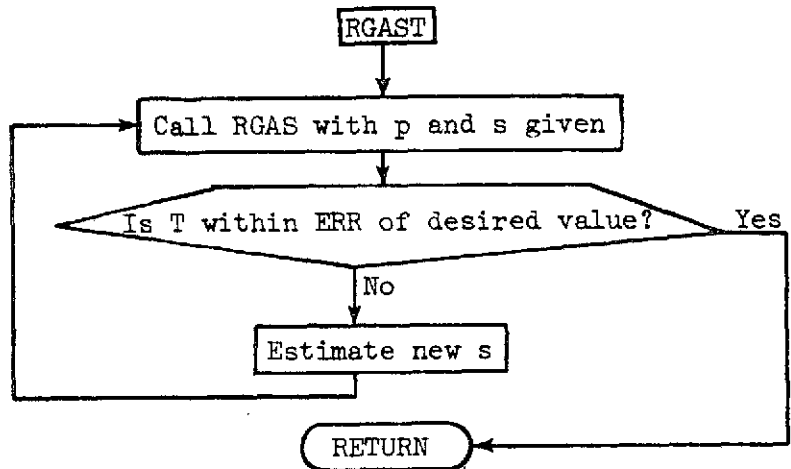 RGAST
Call RGAS with p and s given
Is T within ERR of desired value?
Yes
No
Estimate new s
RETURN